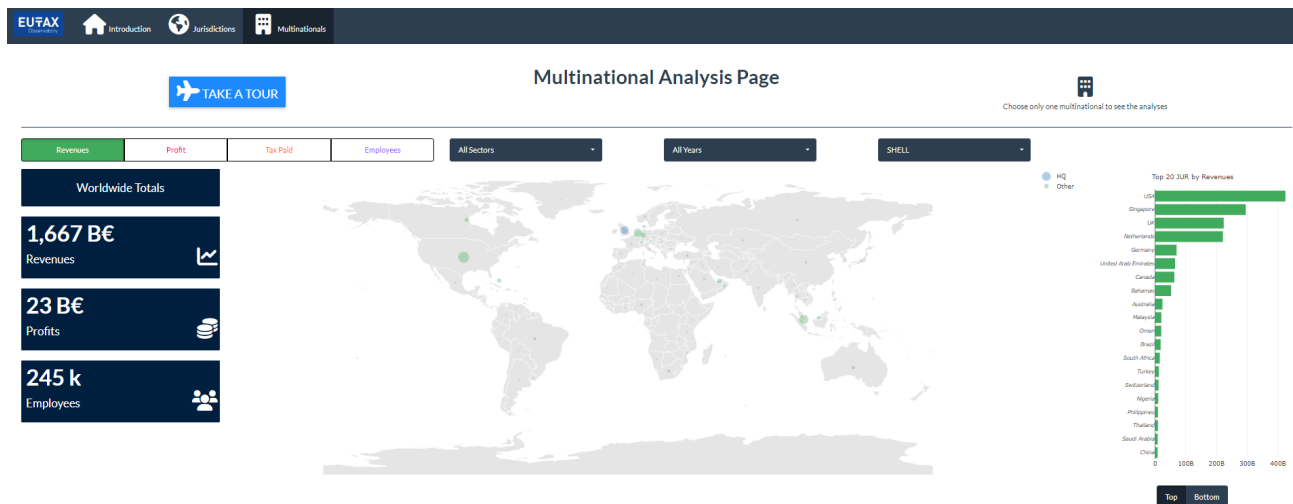 EUTAX
Observatory
Introduction
Jurisdictions
Multinationals
TAKE A TOUR
Multinational Analysis Page
Choose only one multinational to see the analyses
Revenues
Profit
Tax Paid
Employees
All Sectors
All Years
SHELL
Worldwide Totals
1,667 B€
Revenues
23 B€
Profits
245 k
Employees
HQ
Other
Top 20 JUR by Revenues
USA
Singapore
UK
Netherlands
Germany
United Arab Emirates
Canada
Bahamas
Australia
Malaysia
Oman
Brazil
South Africa
Turkey
Switzerland
Nigeria
Philippines
Thailand
Saudi Arabia
China
0 100B 200B 300B 400B
Top Bottom